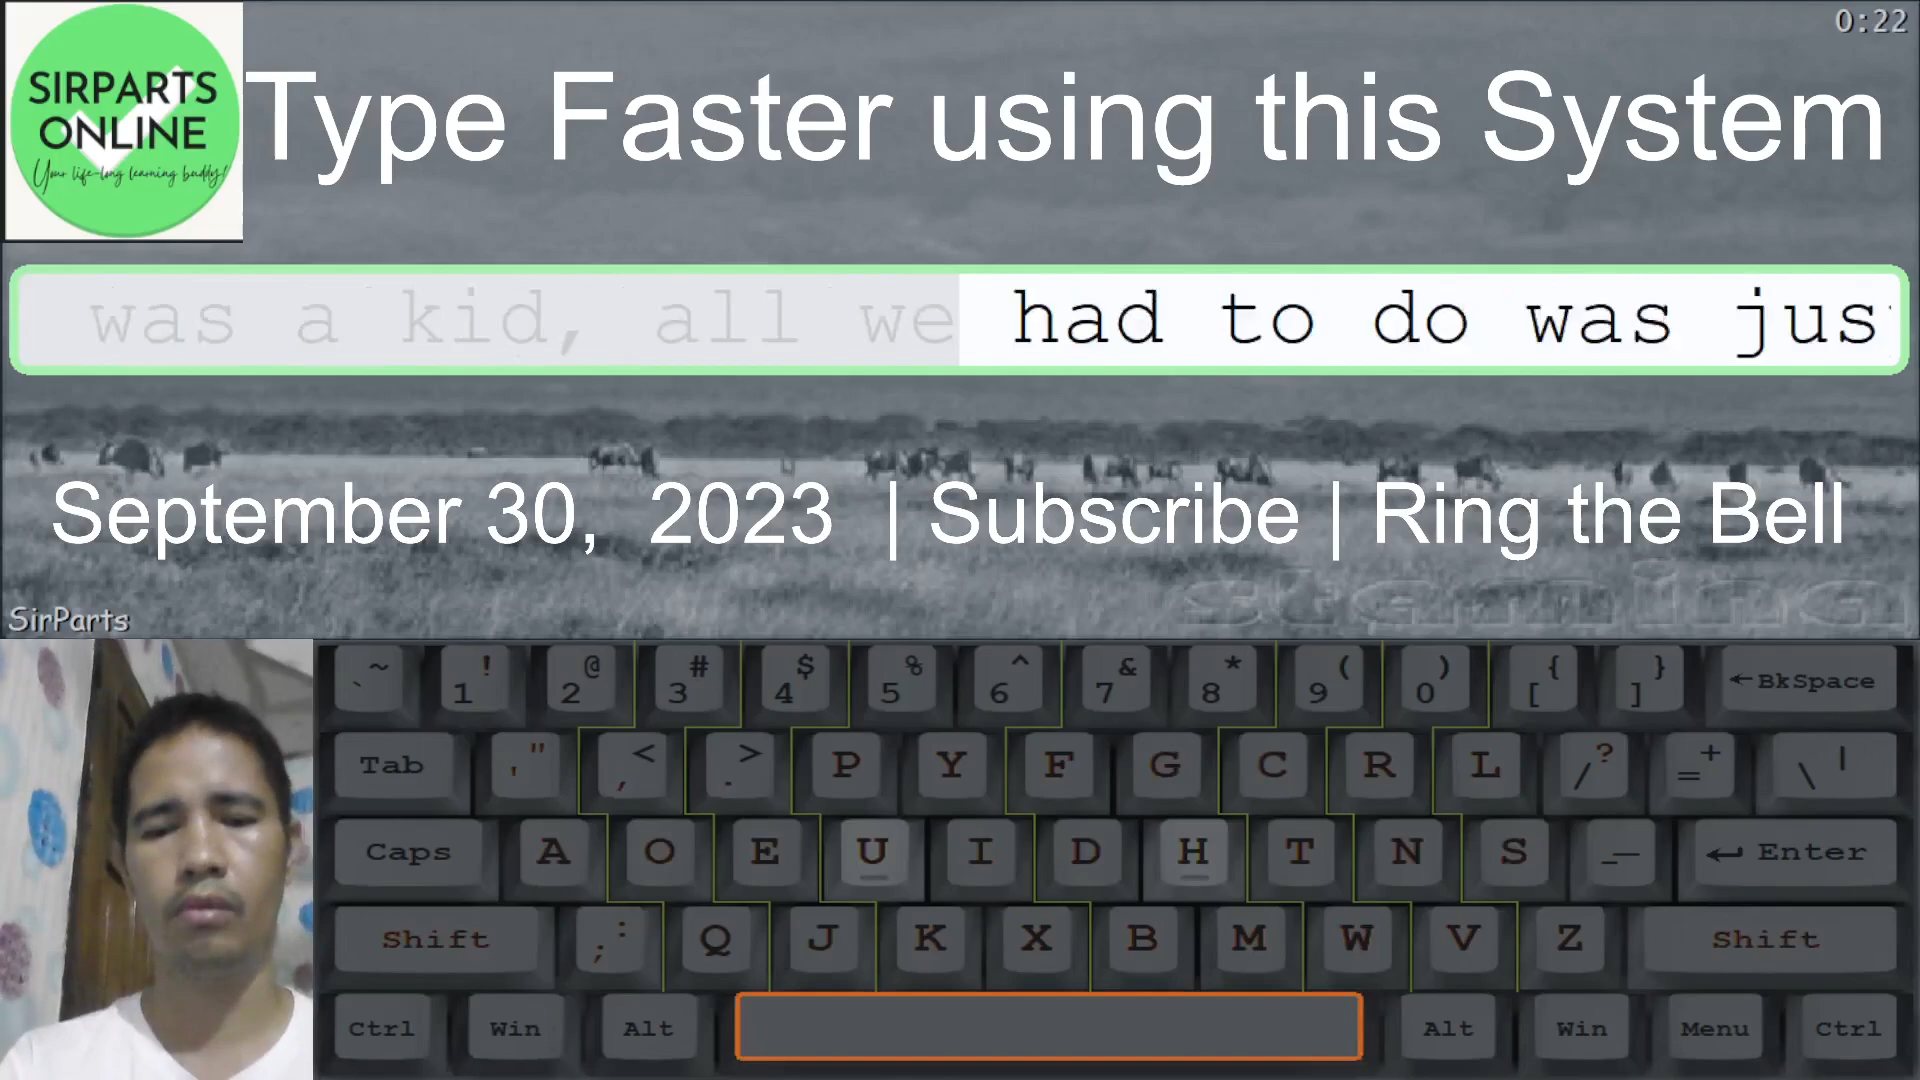 0:22
SIRPARTS
ONLINE
Your life-long learning buddy!
Type Faster using this System
was a kid, all we had to do was jus
September 30, 2023 | Subscribe | Ring the Bell
stamina
SirParts
~ ` ! 1 @ 2 # 3 $ 4 % 5 ^ 6 & 7 * 8 ( 9 ) 0 { [ } ] ←BkSpace
Tab " ' < , > . P Y F G C R L ? / + = | \
Caps A O E U I D H T N S _ - Enter
Shift : ; Q J K X B M W V Z Shift
Ctrl Win Alt Alt Win Menu Ctrl